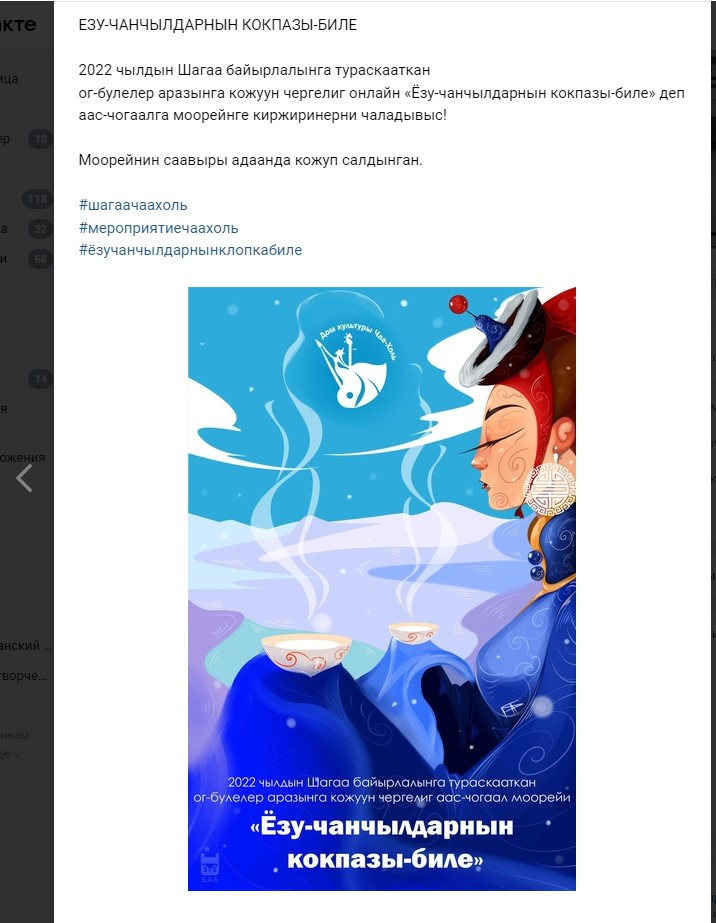 кте
ЕЗУ-ЧАНЧЫЛДАРНЫН КОКПАЗЫ-БИЛЕ
ица
2022 чылдын Шагаа байырлалынга тураскааткан
ог-булелер аразынга кожуун чергелиг онлайн «Ёзу-чанчылдарнын кокпазы-биле» деп
аас-чогаалга моорейнге киржиринерни чаладывыс!
ер 10
Моорейнин саавыры адаанда кожуп салдынган.
118
#шагаачаахоль
а 32
#мероприятиечаахоль
и 68
#ёзучанчылдарнынклопкабиле
14
я
ожения
анский ...
творче...
Дом культуры Чаа-Холь
2022 чылдын Шагаа байырлалынга тураскааткан
ог-булелер аразынга кожуун чергелиг аас-чогаал моорейи
«Ёзу-чанчылдарнын
кокпазы-биле»
Б.А.Б.